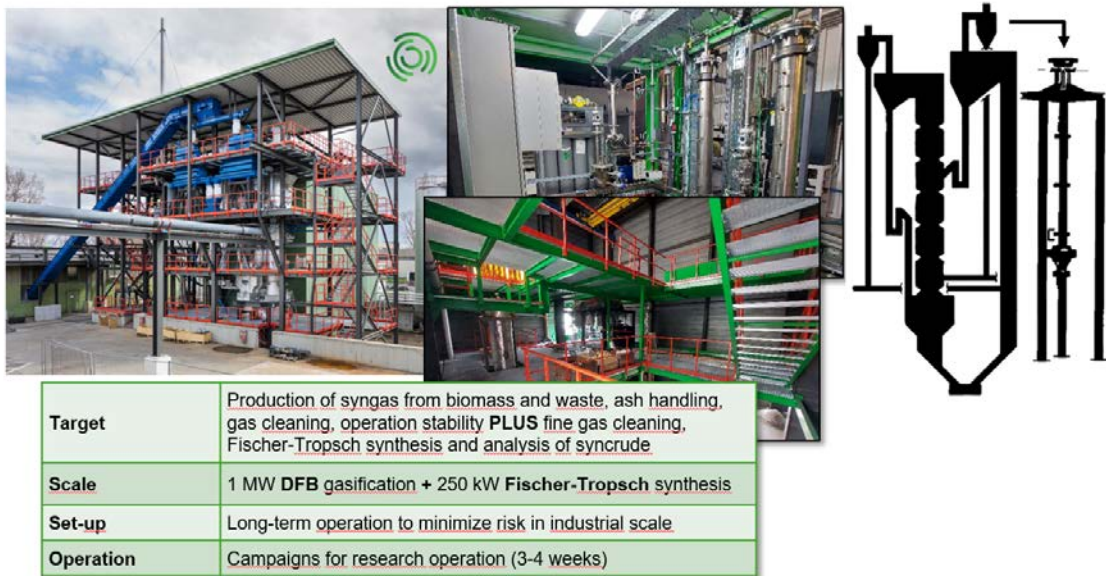 Target
Production of syngas from biomass and waste, ash handling,
gas cleaning, operation stability PLUS fine gas cleaning,
Fischer-Tropsch synthesis and analysis of syncrude
Scale
1 MW DFB gasification + 250 kW Fischer-Tropsch synthesis
Set-up
Long-term operation to minimize risk in industrial scale
Operation
Campaigns for research operation (3-4 weeks)